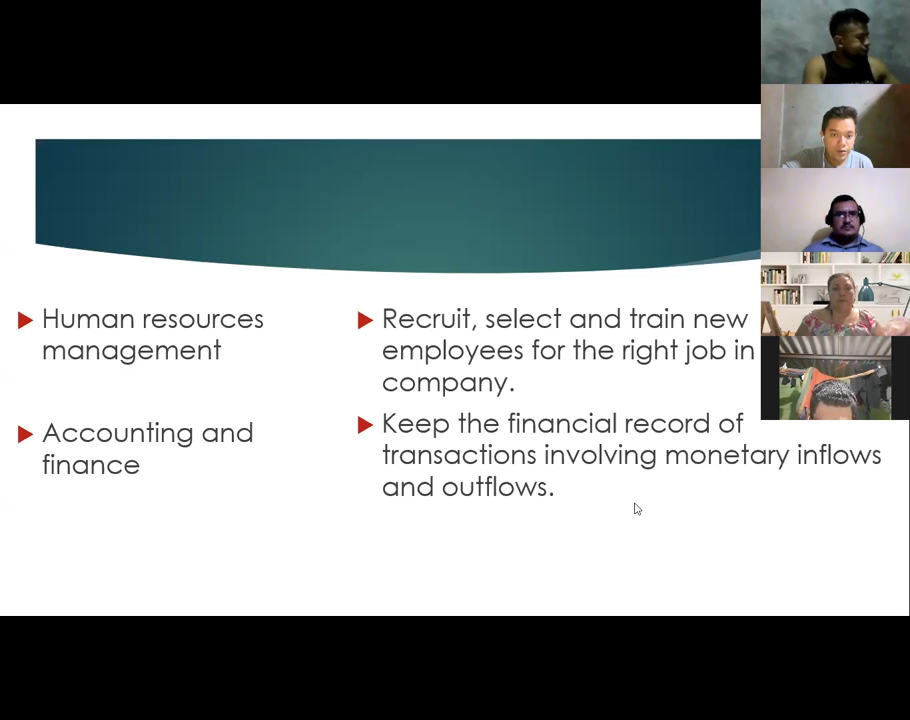 Human resources
management
Accounting and
finance
Recruit, select and train new
employees for the right job in
company.
Keep the financial record of
transactions involving monetary inflows
and outflows.